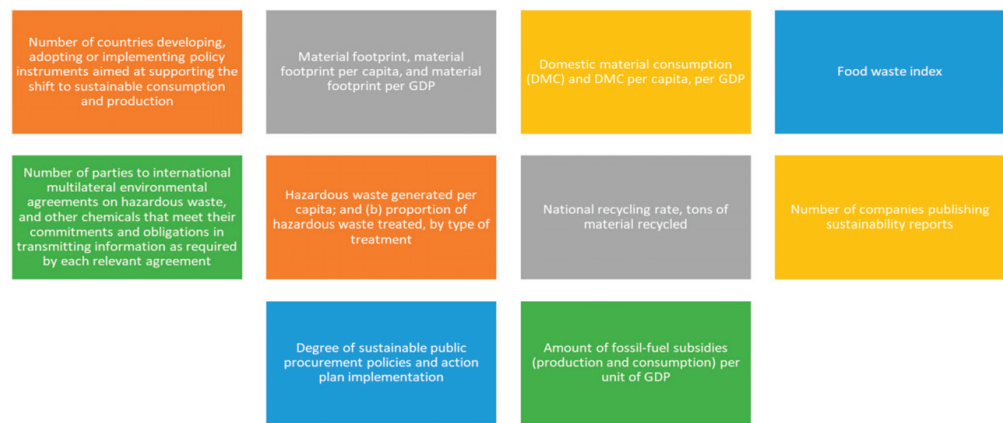 Number of countries developing,
adopting or implementing policy
instruments aimed at supporting the
shift to sustainable consumption
and production
Material footprint, material
footprint per capita, and material
footprint per GDP
Domestic material consumption
(DMC) and DMC per capita, per GDP
Food waste index
Number of parties to international
multilateral environmental
agreements on hazardous waste,
and other chemicals that meet their
commitments and obligations in
transmitting information as required
by each relevant agreement
Hazardous waste generated per
capita; and (b) proportion of
hazardous waste treated, by type of
treatment
National recycling rate, tons of
material recycled
Number of companies publishing
sustainability reports
Degree of sustainable public
procurement policies and action
plan implementation
Amount of fossil-fuel subsidies
(production and consumption) per
unit of GDP